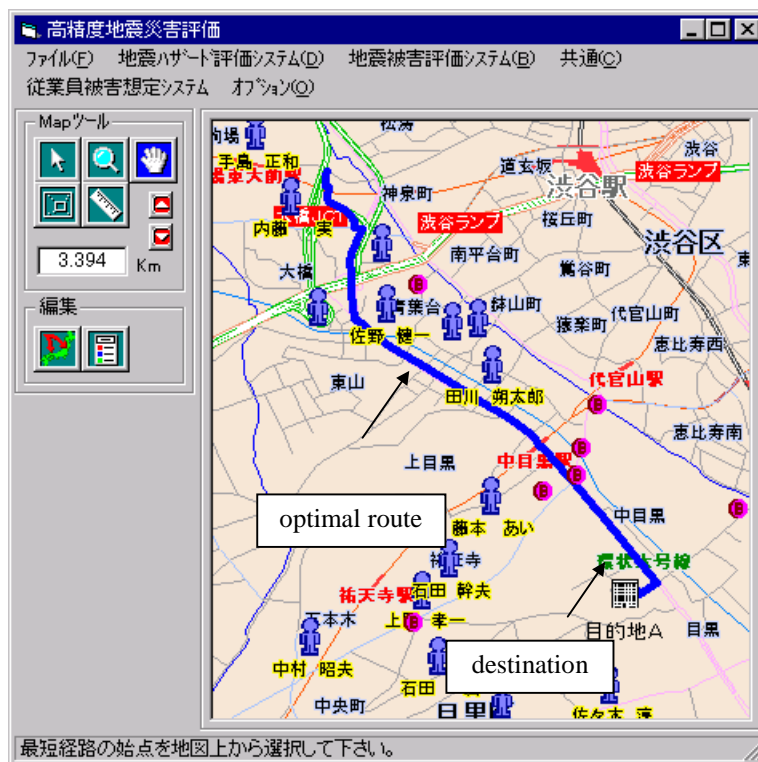 高精度地震災害評価
ファイル(F) 地震ハザード評価システム(D) 地震被害評価システム(B) 共通(C)
従業員被害想定システム オプション(O)
Mapツール
3.394 Km
編集
松濤
渋谷
手島 正和
道玄坂
渋谷駅
渋谷ランプ
神泉町
渋谷ランプ
桜丘町
内藤 実
南平台町
渋谷区
大橋
鶯谷町
青葉台
鉢山町
代官山町
猿楽町
佐野 健一
恵比寿西
東山
代官山駅
田川 朔太郎
恵比寿南
上目黒
中目黒駅
optimal route
中目黒
藤本 あい
環状六号線
祐天寺駅
石田 幹夫
目的地A
目黒
中村 昭夫
destination
石田
中央町
佐々木 淳
最短経路の始点を地図上から選択して下さい。